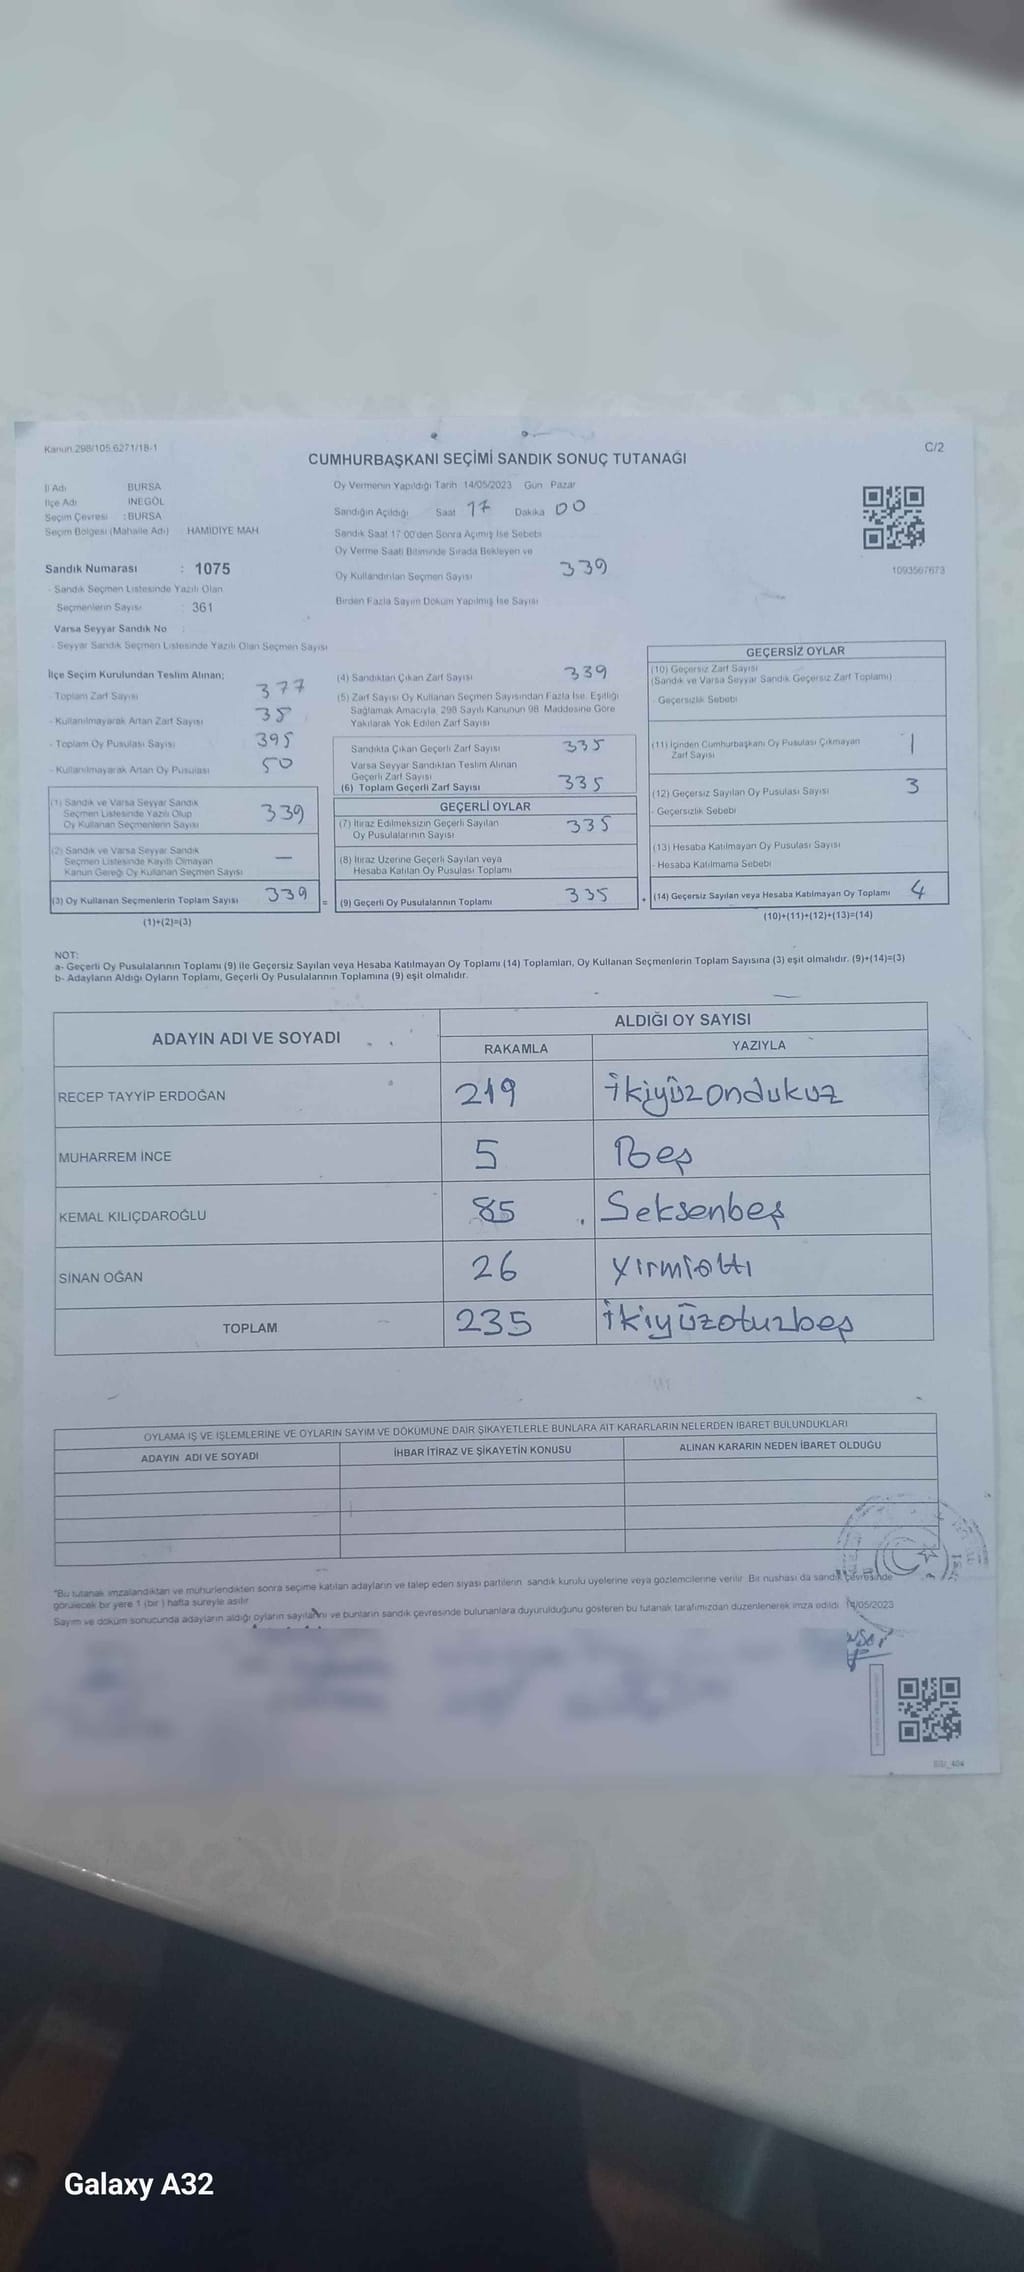 Kanun 298/105 6271/18-1
C/2
CUMHURBAŞKANI SEÇİMİ SANDIK SONUÇ TUTANAĞI
İl Adı BURSA
İlçe Adı INEGÖL
Seçim Çevresi : BURSA
Seçim Bölgesi (Mahalle Adı) HAMIDIYE MAH
Sandık Numarası : 1075
- Sandık Seçmen Listesinde Yazılı Olan
Seçmenlerin Sayısı : 361
Varsa Seyyar Sandık No :
- Seyyar Sandık Seçmen Listesinde Yazılı Olan Seçmen Sayısı
Oy Vermenin Yapıldığı Tarih 14/05/2023 Gün Pazar
Sandığın Açıldığı Saat 17 Dakika 00
Sandık Saat 17 00'den Sonra Açımış İse Sebebi
Oy Verme Saati Bitiminde Sırada Bekleyen ve
Oy Kullandırılan Seçmen Sayısı 339
Birden Fazla Sayım Döküm Yapılmış İse Sayısı
1093567673
İlçe Seçim Kurulundan Teslim Alınan;
- Toplam Zarf Sayısı 377
- Kullanılmayarak Artan Zarf Sayısı 35
- Toplam Oy Pusulası Sayısı 395
- Kullanılmayarak Artan Oy Pusulası 50
(1) Sandık ve Varsa Seyyar Sandık
Seçmen Listesinde Yazılı Olup
Oy Kullanan Seçmenlerin Sayısı 339
(2) Sandık ve Varsa Seyyar Sandık
Seçmen Listesinde Kayıtlı Olmayan
Kanun Gereği Oy Kullanan Seçmen Sayısı —
(3) Oy Kullanan Seçmenlerin Toplam Sayısı 339 =
(1)+(2)=(3)
(4) Sandıktan Çıkan Zarf Sayısı 339
(5) Zarf Sayısı Oy Kullanan Seçmen Sayısından Fazla İse, Eşitliği
Sağlamak Amacıyla, 298 Sayılı Kanunun 98. Maddesine Göre
Yakılarak Yok Edilen Zarf Sayısı
Sandıkta Çıkan Geçerli Zarf Sayısı 335
Varsa Seyyar Sandıktan Teslim Alınan
Geçerli Zarf Sayısı
(6) Toplam Geçerli Zarf Sayısı 335
GEÇERLİ OYLAR
(7) İtiraz Edilmeksizin Geçerli Sayılan
Oy Pusulalarının Sayısı 335
(8) İtiraz Üzerine Geçerli Sayılan veya
Hesaba Katılan Oy Pusulası Toplamı
(9) Geçerli Oy Pusulalarının Toplamı 335
GEÇERSİZ OYLAR
(10) Geçersiz Zarf Sayısı
(Sandık ve Varsa Seyyar Sandık Geçersiz Zarf Toplamı)
- Geçersizlik Sebebi
(11) İçinden Cumhurbaşkanı Oy Pusulası Çıkmayan
Zarf Sayısı 1
(12) Geçersiz Sayılan Oy Pusulası Sayısı 3
- Geçersizlik Sebebi
(13) Hesaba Katılmayan Oy Pusulası Sayısı
- Hesaba Katılmama Sebebi
(14) Geçersiz Sayılan veya Hesaba Katılmayan Oy Toplamı 4
(10)+(11)+(12)+(13)=(14)
NOT:
a- Geçerli Oy Pusulalarının Toplamı (9) ile Geçersiz Sayılan veya Hesaba Katılmayan Oy Toplamı (14) Toplamları, Oy Kullanan Seçmenlerin Toplam Sayısına (3) eşit olmalıdır. (9)+(14)=(3)
b- Adayların Aldığı Oyların Toplamı, Geçerli Oy Pusulalarının Toplamına (9) eşit olmalıdır.
ADAYIN ADI VE SOYADI ALDIĞI OY SAYISI
RAKAMLA YAZIYLA
RECEP TAYYİP ERDOĞAN 219 İkiyüzondukuz
MUHARREM İNCE 5 Beş
KEMAL KILIÇDAROĞLU 85 Seksenbeş
SİNAN OĞAN 26 Yirmialtı
TOPLAM 235 İkiyüzoturbeş
OYLAMA İŞ VE İŞLEMLERİNE VE OYLARIN SAYIM VE DÖKÜMÜNE DAİR ŞİKAYETLERLE BUNLARA AİT KARARLARIN NELERDEN İBARET BULUNDUKLARI
ADAYIN ADI VE SOYADI İHBAR İTİRAZ VE ŞİKAYETİN KONUSU ALINAN KARARIN NEDEN İBARET OLDUĞU
*Bu tutanak imzalandıktan ve mühürlendikten sonra seçime katılan adayların ve talep eden siyasi partilerin sandık kurulu üyelerine veya gözlemcilerine verilir. Bir nüshası da sandık çevresinde
görülecek bir yere 1 (bir) hafta süreyle asılır.
Sayım ve döküm sonucunda adayların aldığı oyların sayılarını ve bunların sandık çevresinde bulunanlara duyurulduğunu gösteren bu tutanak tarafımızdan düzenlenerek imza edildi 14/05/2023
Galaxy A32